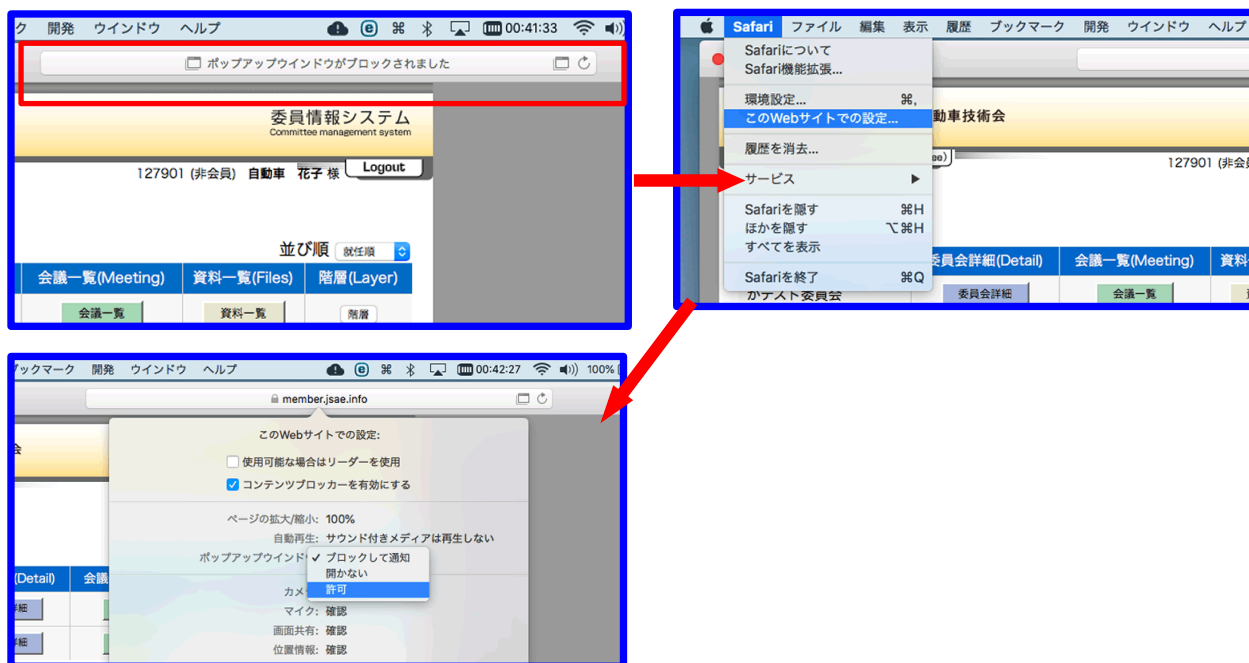 ク 開発 ウインドウ ヘルプ 00:41:33
ポップアップウインドウがブロックされました
委員情報システム
Committee management system
127901 (非会員) 自動車 花子 様 Logout
並び順 就任順
会議一覧(Meeting) 資料一覧(Files) 階層(Layer)
会議一覧 資料一覧 階層
Safari ファイル 編集 表示 履歴 ブックマーク 開発 ウインドウ ヘルプ
Safariについて
Safari機能拡張...
環境設定... ⌘,
このWebサイトでの設定...
動車技術会
履歴を消去...
127901 (非会員
サービス
Safariを隠す ⌘H
ほかを隠す ⌥⌘H
すべてを表示
Safariを終了 ⌘Q
委員会詳細(Detail) 会議一覧(Meeting) 資料
かテスト委員会 委員会詳細 会議一覧
ブックマーク 開発 ウインドウ ヘルプ 00:42:27 100%
member.jsae.info
会
このWebサイトでの設定:
使用可能な場合はリーダーを使用
コンテンツブロッカーを有効にする
ページの拡大/縮小: 100%
自動再生: サウンド付きメディアは再生しない
ポップアップウインド ✓ ブロックして通知
開かない
許可
カメ
マイク: 確認
画面共有: 確認
位置情報: 確認
(Detail) 会議
詳細
詳細